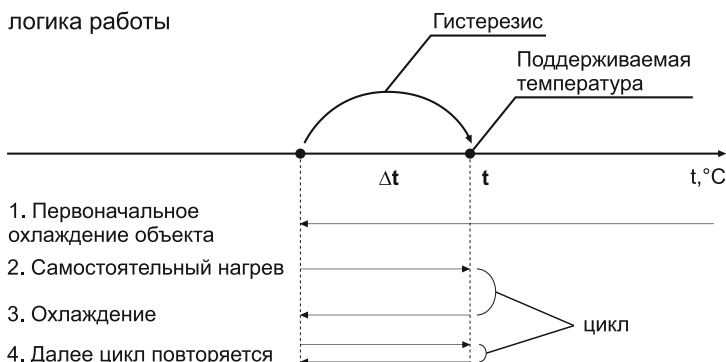 логика работы
Гистерезис
Поддерживаемая
температура
Δt
t
t,°C
1. Первоначальное
охлаждение объекта
2. Самостоятельный нагрев
3. Охлаждение
цикл
4. Далее цикл повторяется